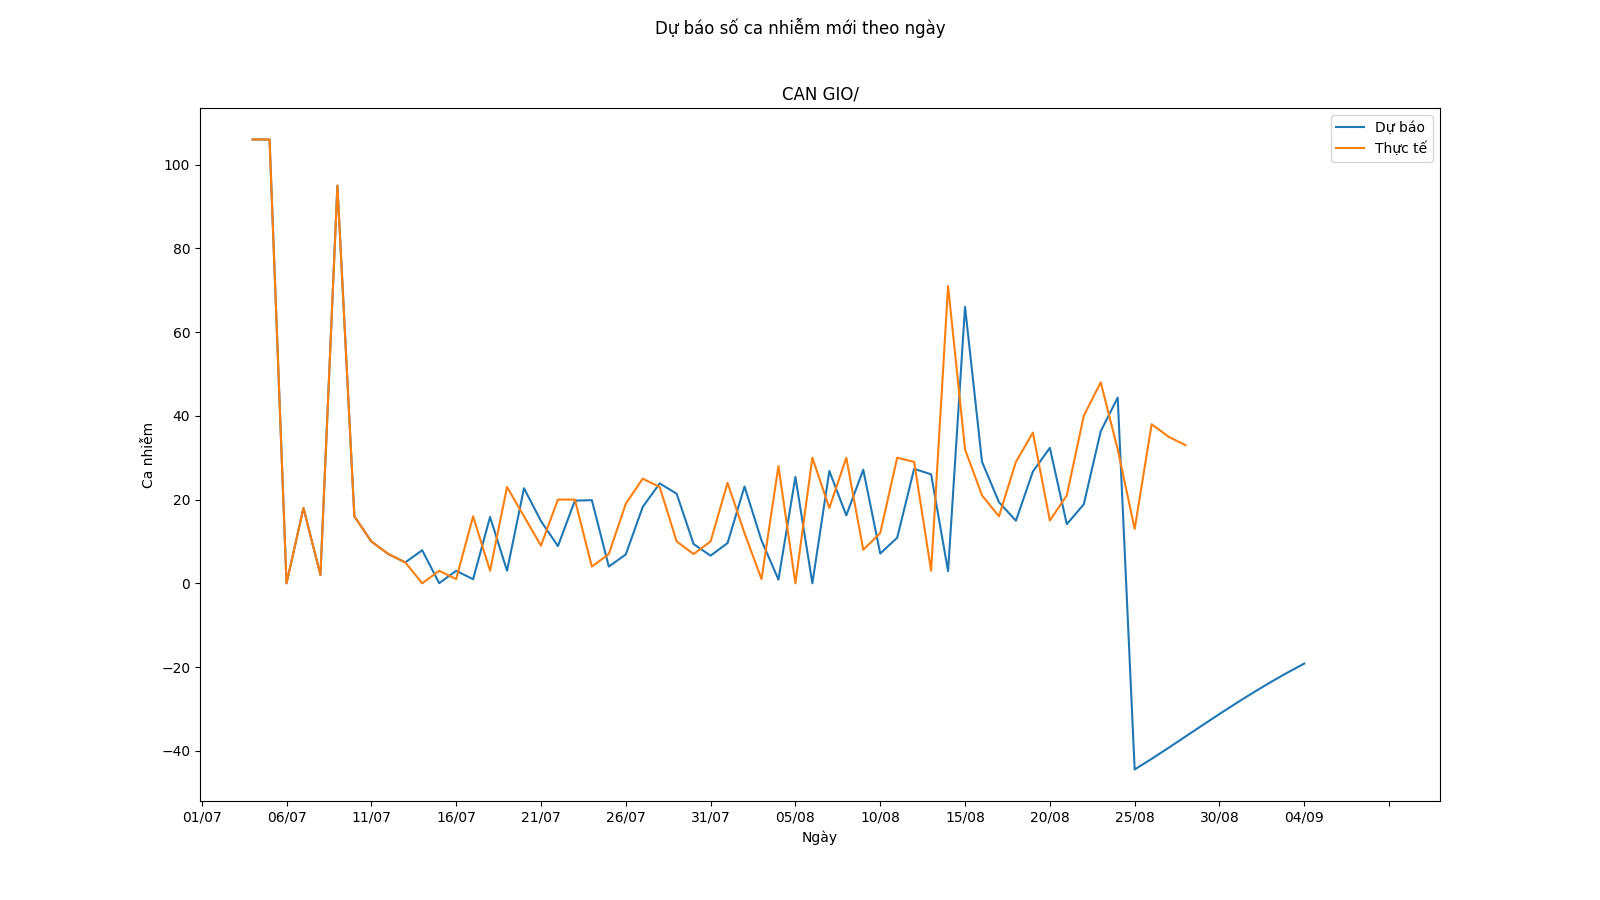 Dự báo số ca nhiễm mới theo ngày
CAN GIO/
Dự báo
Thực tế
100
80
60
40
20
0
−20
−40
Ca nhiễm
01/07 06/07 11/07 16/07 21/07 26/07 31/07 05/08 10/08 15/08 20/08 25/08 30/08 04/09
Ngày